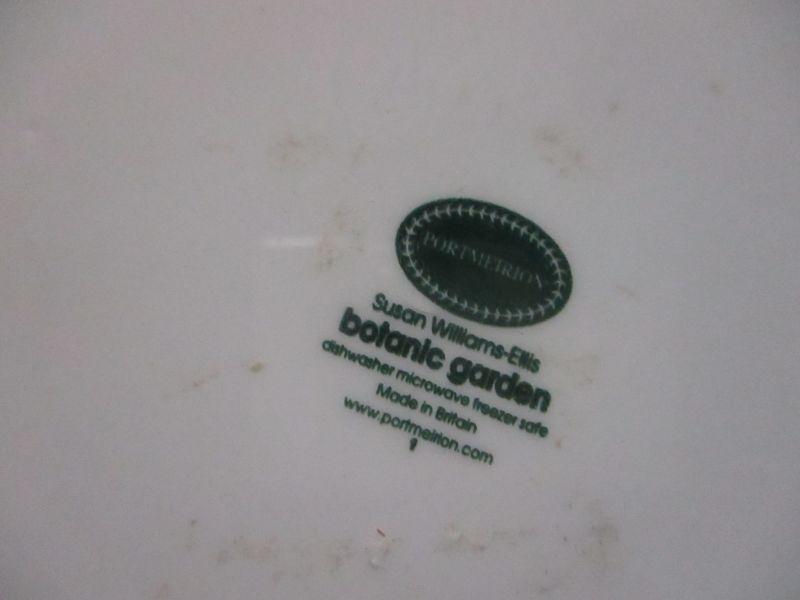 PORTMEIRION
Susan Williams-Ellis
botanic garden
dishwasher microwave freezer safe
Made in Britain
www.portmeirion.com